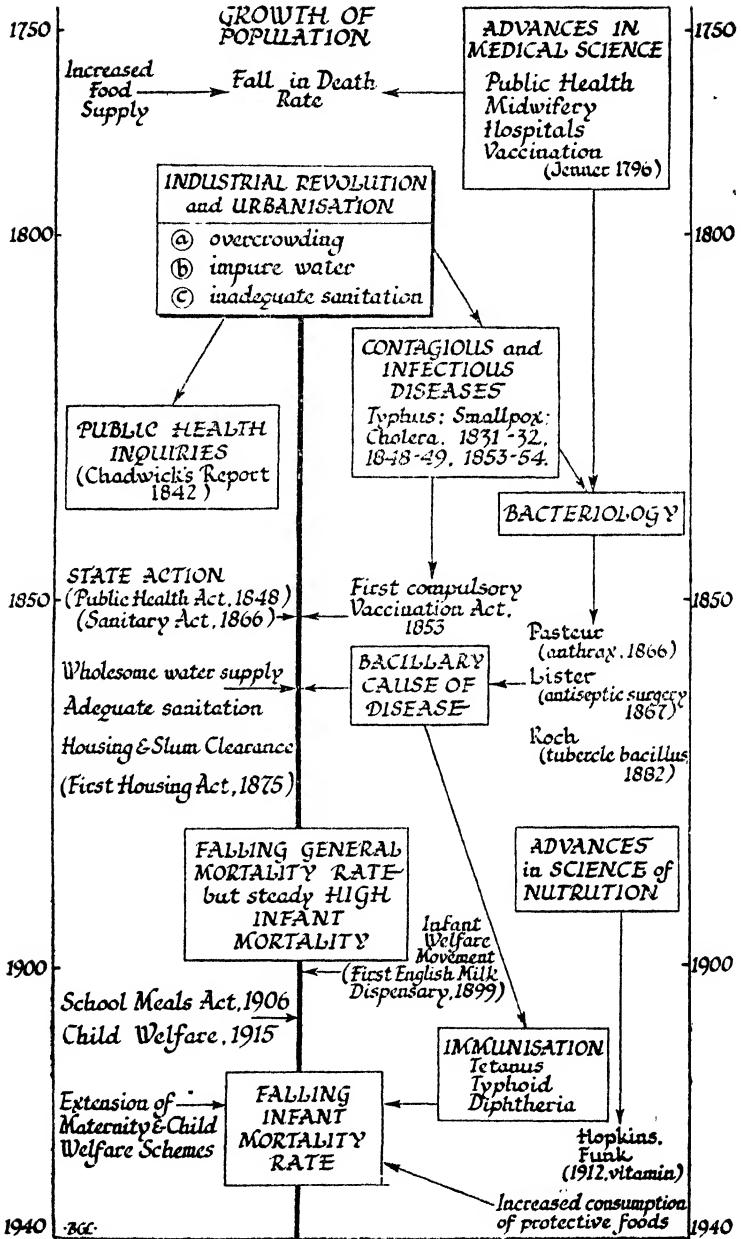 1750
GROWTH OF
POPULATION
ADVANCES IN
MEDICAL SCIENCE
Public Health
Midwifery
Hospitals
Vaccination
(Jenner 1796)
1750
Increased
Food
Supply
Fall in Death
Rate
INDUSTRIAL REVOLUTION
and URBANISATION
ⓐ overcrowding
ⓑ impure water
ⓒ inadequate sanitation
1800
1800
CONTAGIOUS and
INFECTIOUS
DISEASES
Typhus: Smallpox:
Cholera. 1831-32,
1848-49, 1853-54.
PUBLIC HEALTH
INQUIRIES
(Chadwick's Report
1842)
BACTERIOLOGY
STATE ACTION
(Public Health Act, 1848)
(Sanitary Act, 1866)
1850
First compulsory
Vaccination Act,
1853
1850
Pasteur
(anthrax, 1866)
Lister
(antiseptic surgery
1867)
Koch
(tubercle bacillus,
1882)
Wholesome water supply
Adequate sanitation
Housing & Slum Clearance
(First Housing Act, 1875)
BACILLARY
CAUSE OF
DISEASE
FALLING GENERAL
MORTALITY RATE
but steady HIGH
INFANT
MORTALITY
ADVANCES
in SCIENCE of
NUTRUTION
Infant
Welfare
Movement
(First English Milk
Dispensary, 1899)
1900
1900
School Meals Act, 1906
Child Welfare, 1915
IMMUNISATION
Tetanus
Typhoid
Diphtheria
Extension of
Maternity & Child
Welfare Schemes
FALLING
INFANT
MORTALITY
RATE
Hopkins.
Funk
(1912, vitamin)
Increased consumption
of protective foods
1940
·BGC·
1940